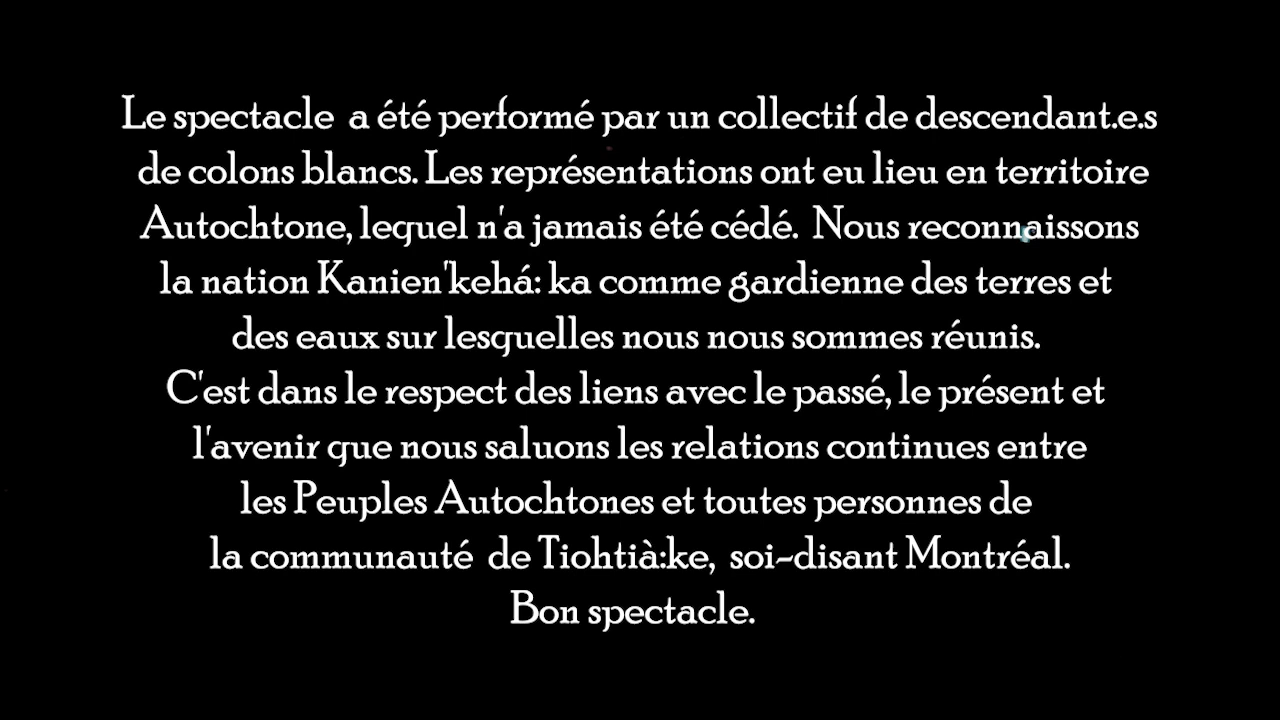 Le spectacle a été performé par un collectif de descendant.e.s
de colons blancs. Les représentations ont eu lieu en territoire
Autochtone, lequel n'a jamais été cédé. Nous reconnaissons
la nation Kanien'kehá: ka comme gardienne des terres et
des eaux sur lesquelles nous nous sommes réunis.
C'est dans le respect des liens avec le passé, le présent et
l'avenir que nous saluons les relations continues entre
les Peuples Autochtones et toutes personnes de
la communauté de Tiohtià:ke, soi-disant Montréal.
Bon spectacle.